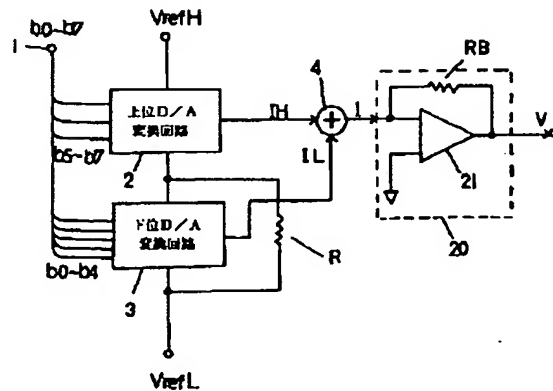 b0~b7
1
VrefH
上位D/A
変換回路
b5~b7
2
IH
4
+
I
RB
V
21
20
IL
下位D/A
変換回路
b0~b4
3
R
VrefL